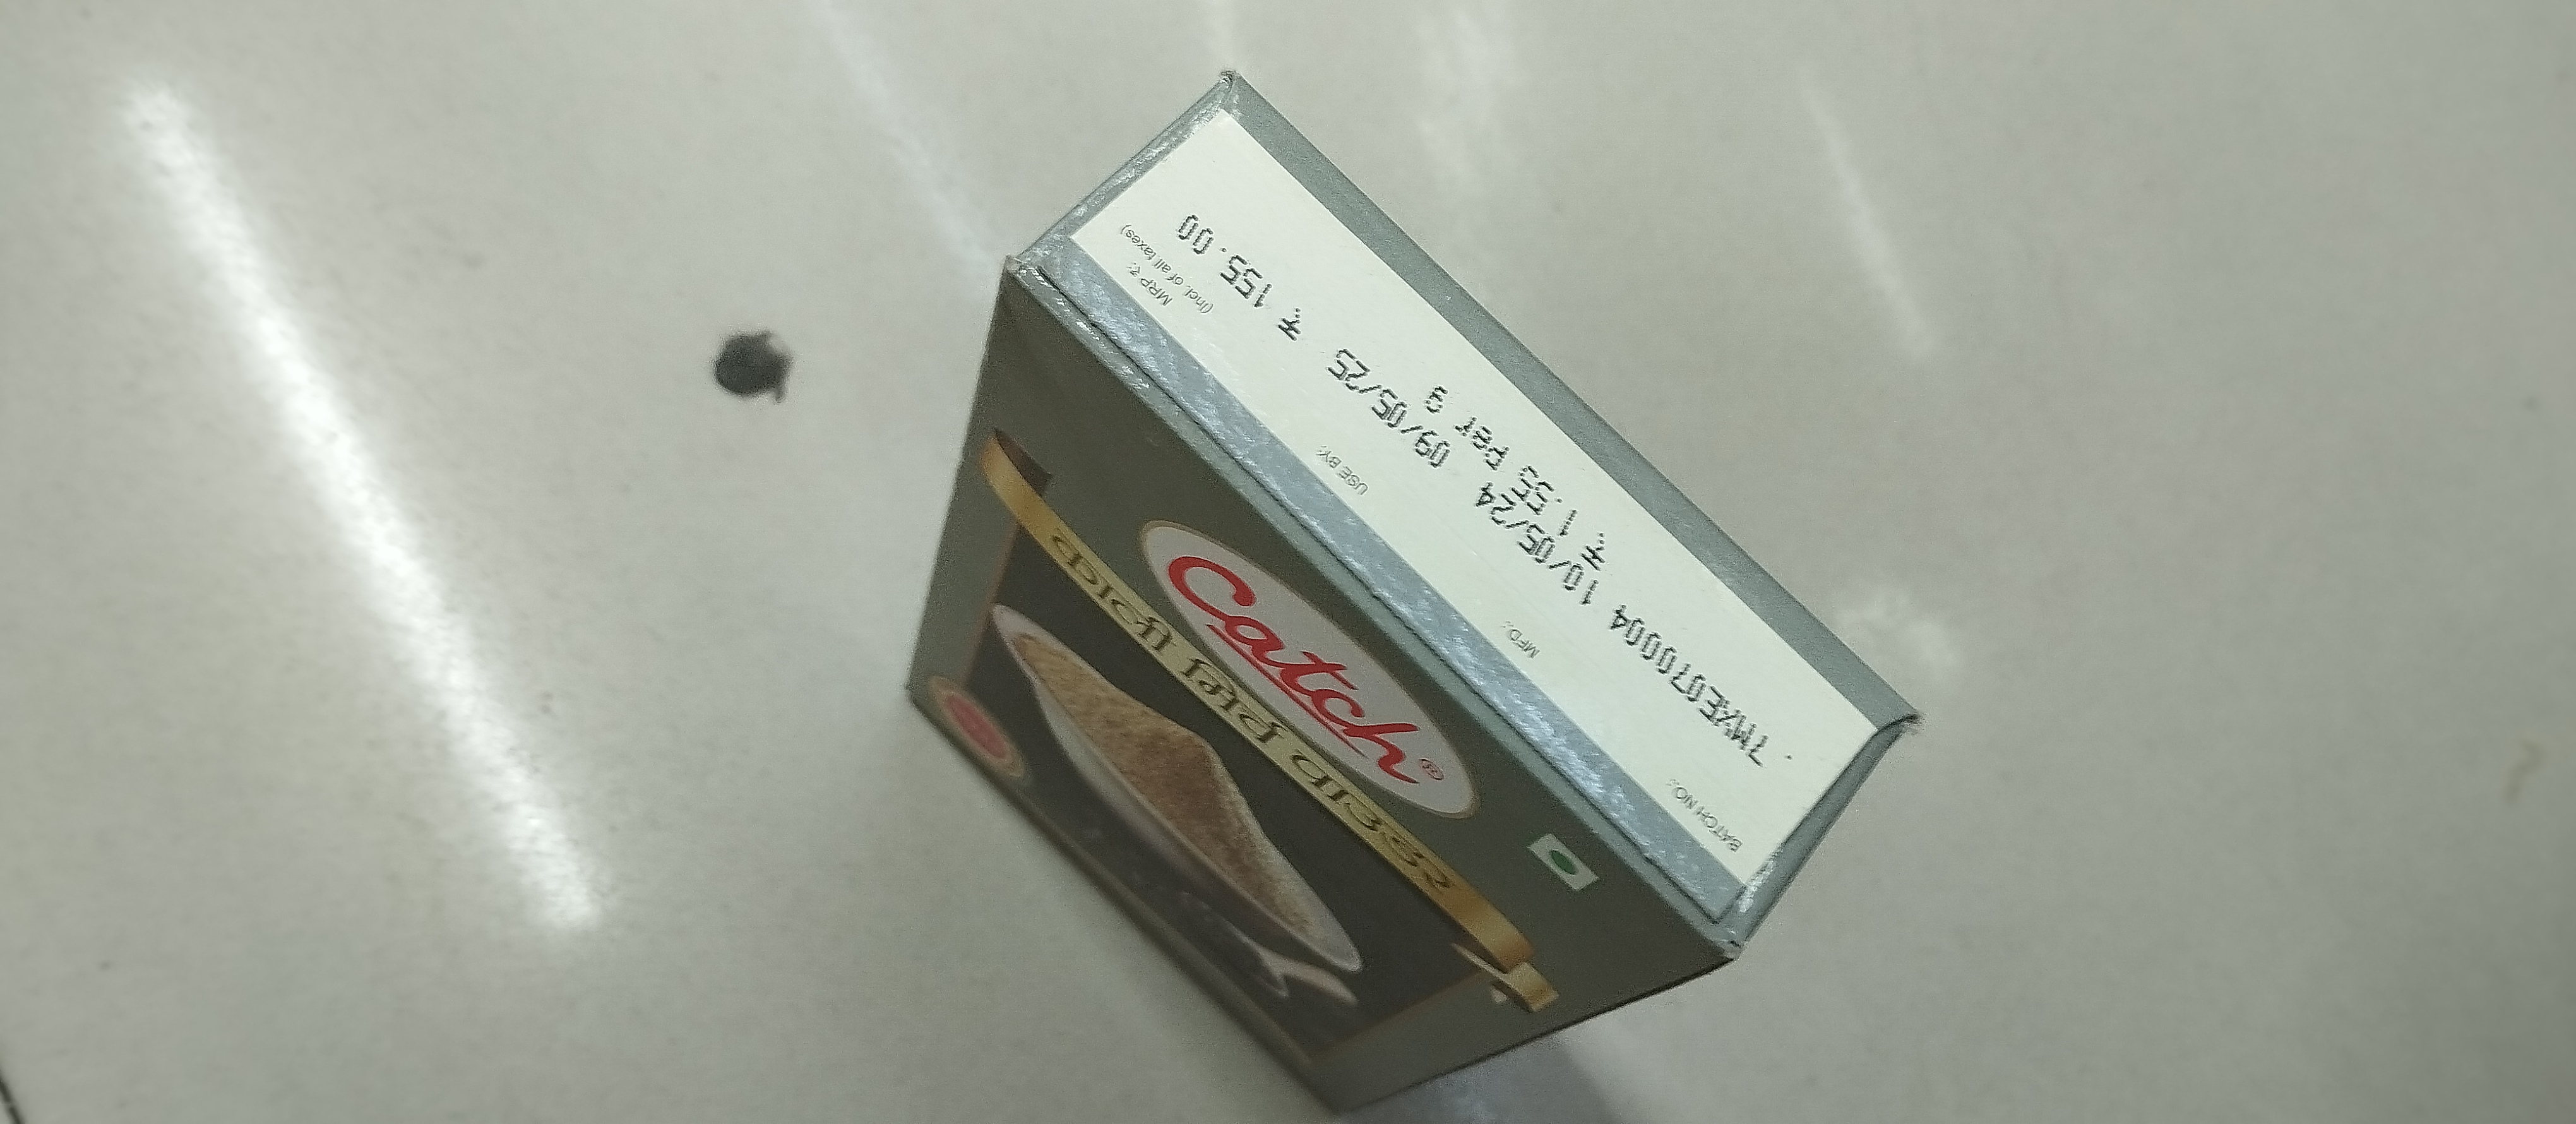 BATCH NO.: MFD.: USE BY: MRP ₹:
(Incl. of all taxes)
7MXE070004 10/05/24 09/05/25 ₹ 155.00
₹ 1.55 per g
Catch®
काली मिर्च पाउडर